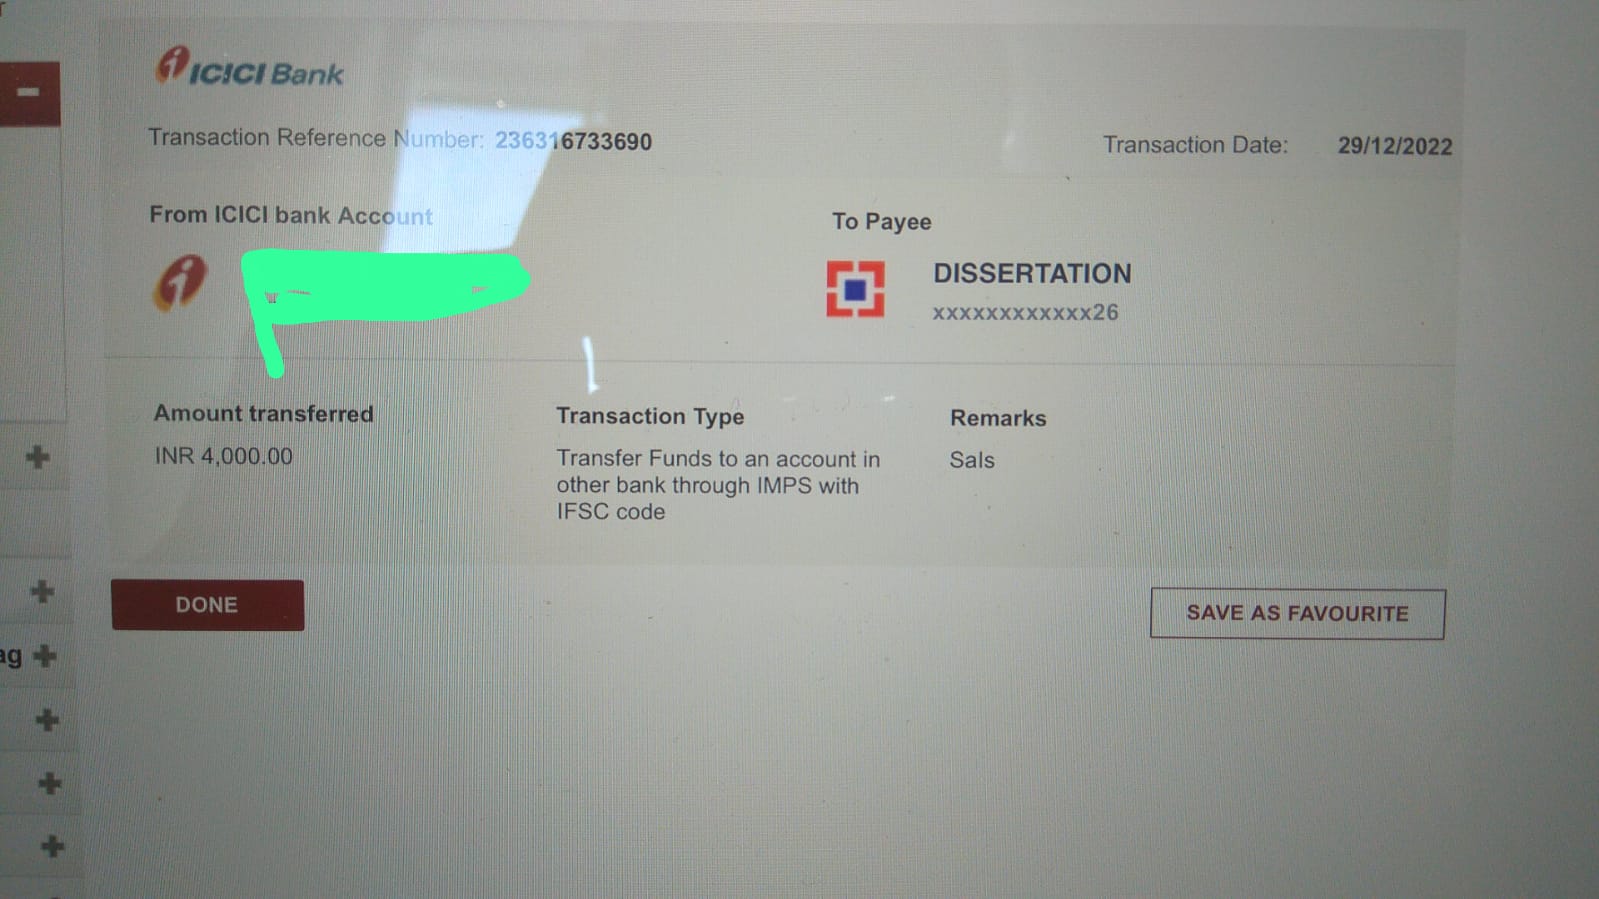 ICICI Bank
Transaction Reference Number: 236316733690
Transaction Date: 29/12/2022
From ICICI bank Account
To Payee
DISSERTATION
xxxxxxxxxxxx26
Amount transferred
INR 4,000.00
Transaction Type
Transfer Funds to an account in
other bank through IMPS with
IFSC code
Remarks
Sals
DONE
SAVE AS FAVOURITE
ag